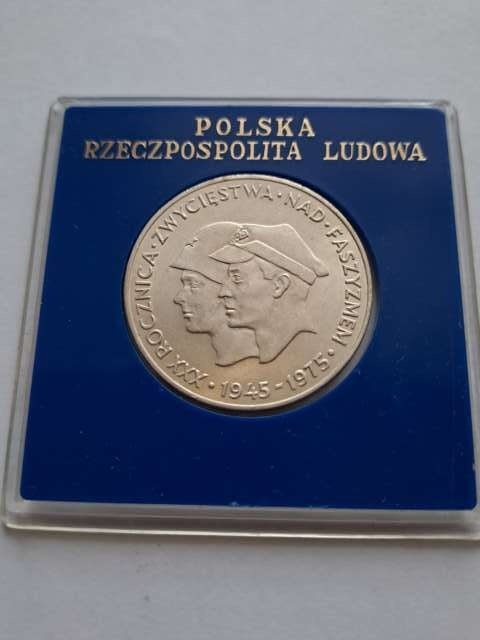 POLSKA
RZECZPOSPOLITA LUDOWA
XXX·ROCZNICA·ZWYCIĘSTWA·NAD·FASZYZMEM·
1945-1975